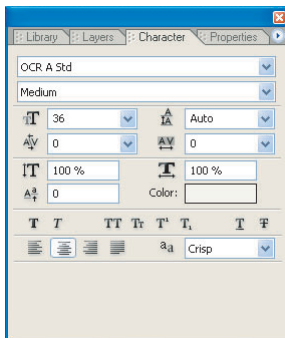 Library Layers Character Properties
OCR A Std
Medium
36 Auto
0 0
100 % 100 %
0 Color:
T T TT Tr T¹ T₁ T T
aa Crisp